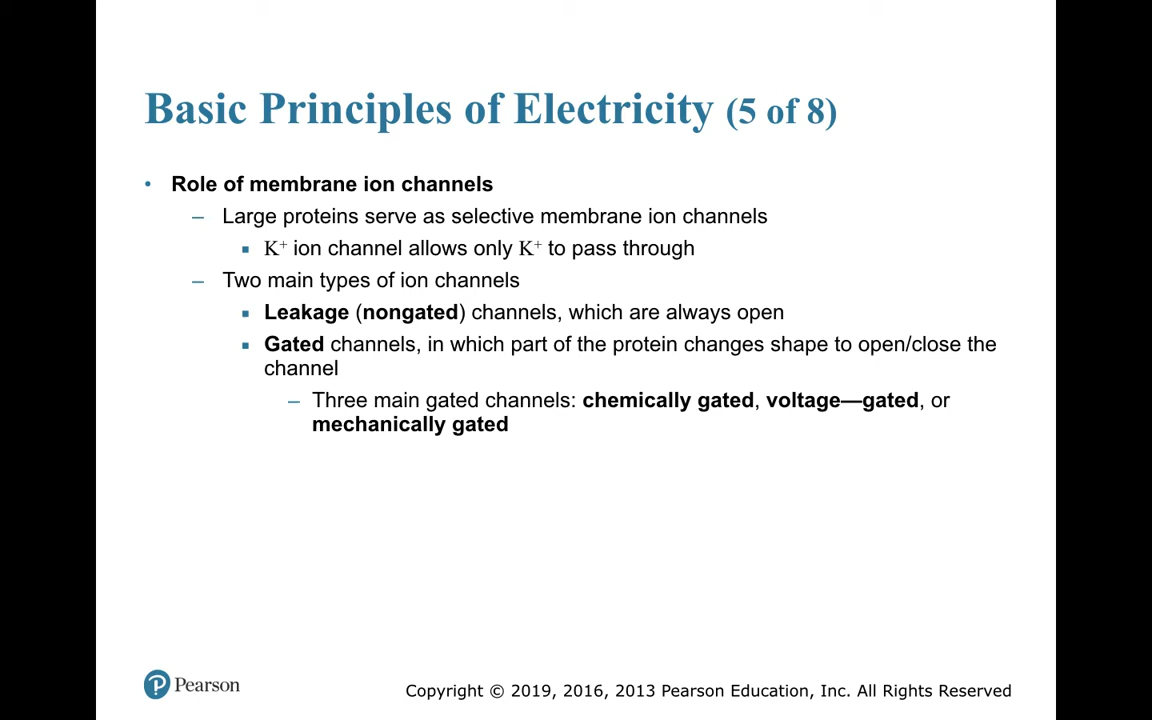 Basic Principles of Electricity (5 of 8)
• Role of membrane ion channels
– Large proteins serve as selective membrane ion channels
▪ K⁺ ion channel allows only K⁺ to pass through
– Two main types of ion channels
▪ Leakage (nongated) channels, which are always open
▪ Gated channels, in which part of the protein changes shape to open/close the
channel
– Three main gated channels: chemically gated, voltage—gated, or
mechanically gated
Pearson
Copyright © 2019, 2016, 2013 Pearson Education, Inc. All Rights Reserved